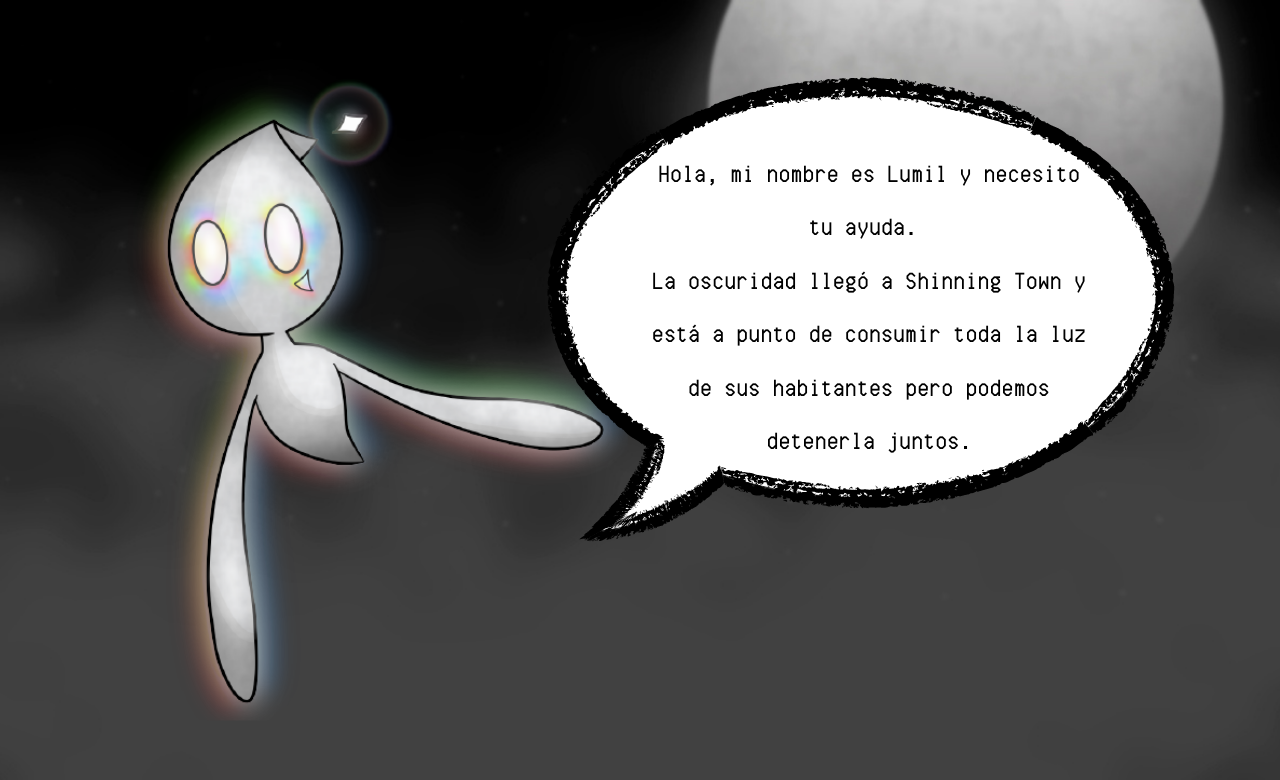 Hola, mi nombre es Lumil y necesito
tu ayuda.
La oscuridad llegó a Shinning Town y
está a punto de consumir toda la luz
de sus habitantes pero podemos
detenerla juntos.